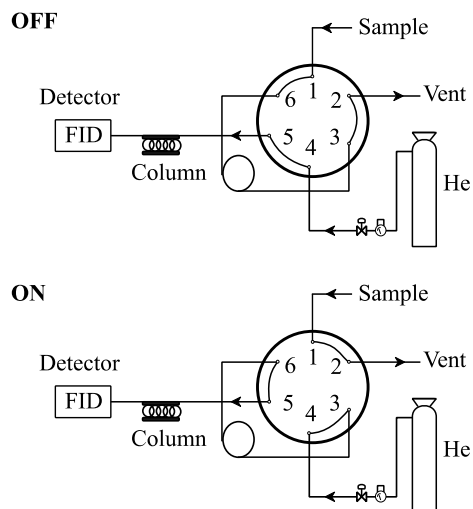 OFF
Sample
1
6
2
Vent
Detector
FID
5
3
4
Column
He
ON
Sample
1
6
2
Vent
Detector
FID
5
3
4
Column
He